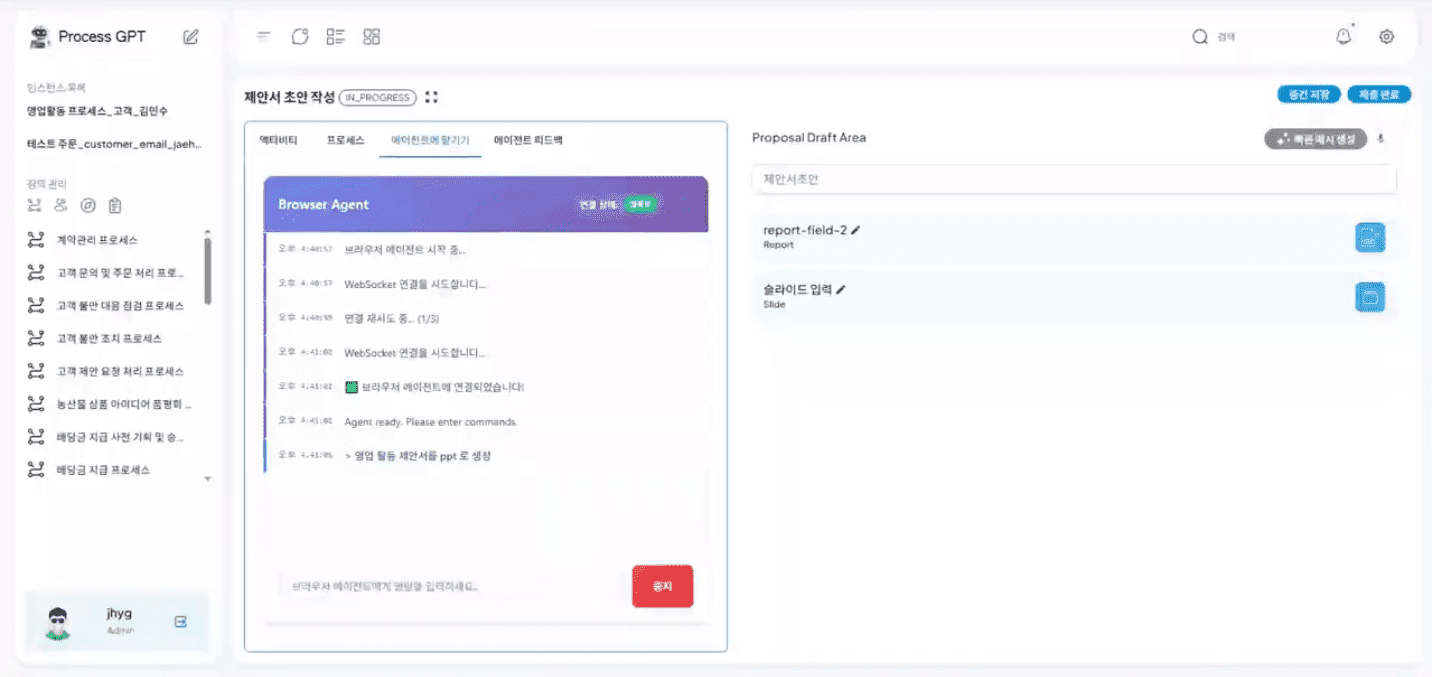 Process GPT
검색
인스턴스 목록
영업활동 프로세스_고객_김민수
테스트 주문_customer_email_jaeh...
정의 관리
계약관리 프로세스
고객 문의 및 주문 처리 프로...
고객 불만 대응 점검 프로세스
고객 불만 조치 프로세스
고객 제안 요청 처리 프로세스
농산물 상품 아이디어 품평회 ...
배당금 지급 사전 기획 및 승...
배당금 지급 프로세스
jhyg
Admin
제안서 초안 작성 IN_PROGRESS
중간 저장 제출 완료
액티비티 프로세스 에이전트에 맡기기 에이전트 피드백
Browser Agent
연결 상태:
오후 4:40:57 브라우저 에이전트 시작 중...
오후 4:40:57 WebSocket 연결을 시도합니다...
오후 4:40:59 연결 재시도 중... (1/3)
오후 4:41:02 WebSocket 연결을 시도합니다...
오후 4:41:02 브라우저 에이전트에 연결되었습니다!
오후 4:41:02 Agent ready. Please enter commands.
오후 4:41:06 > 영업 활동 제안서를 ppt 로 생성
브라우저 에이전트에게 명령을 입력하세요...
중지
Proposal Draft Area
빠른 예시 생성
제안서초안
report-field-2
Report
슬라이드 입력
Slide